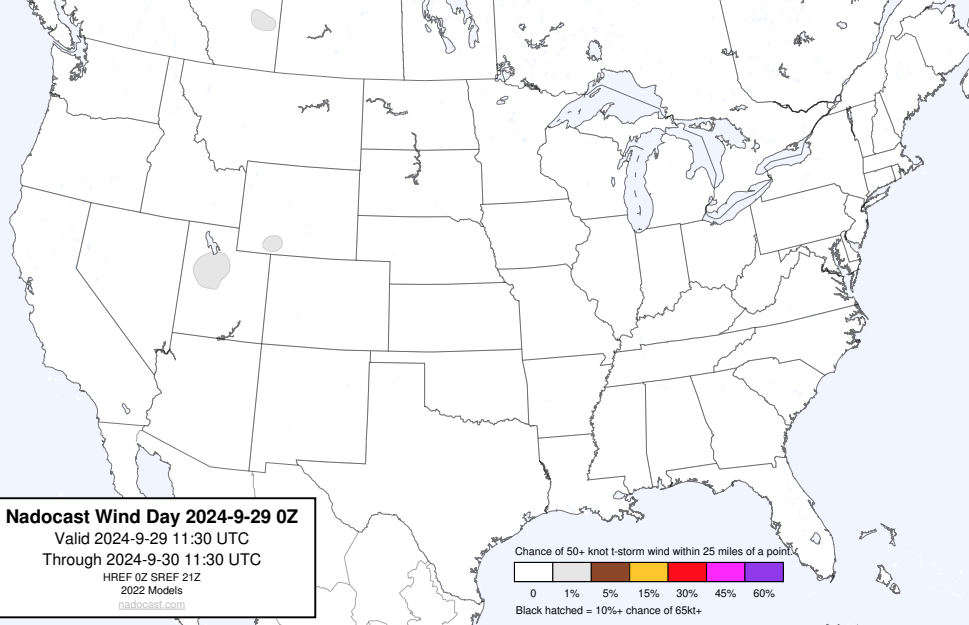 Nadocast Wind Day 2024-9-29 0Z
Valid 2024-9-29 11:30 UTC
Through 2024-9-30 11:30 UTC
HREF 0Z SREF 21Z
2022 Models
nadocast.com
Chance of 50+ knot t-storm wind within 25 miles of a point.
0 1% 5% 15% 30% 45% 60%
Black hatched = 10%+ chance of 65kt+